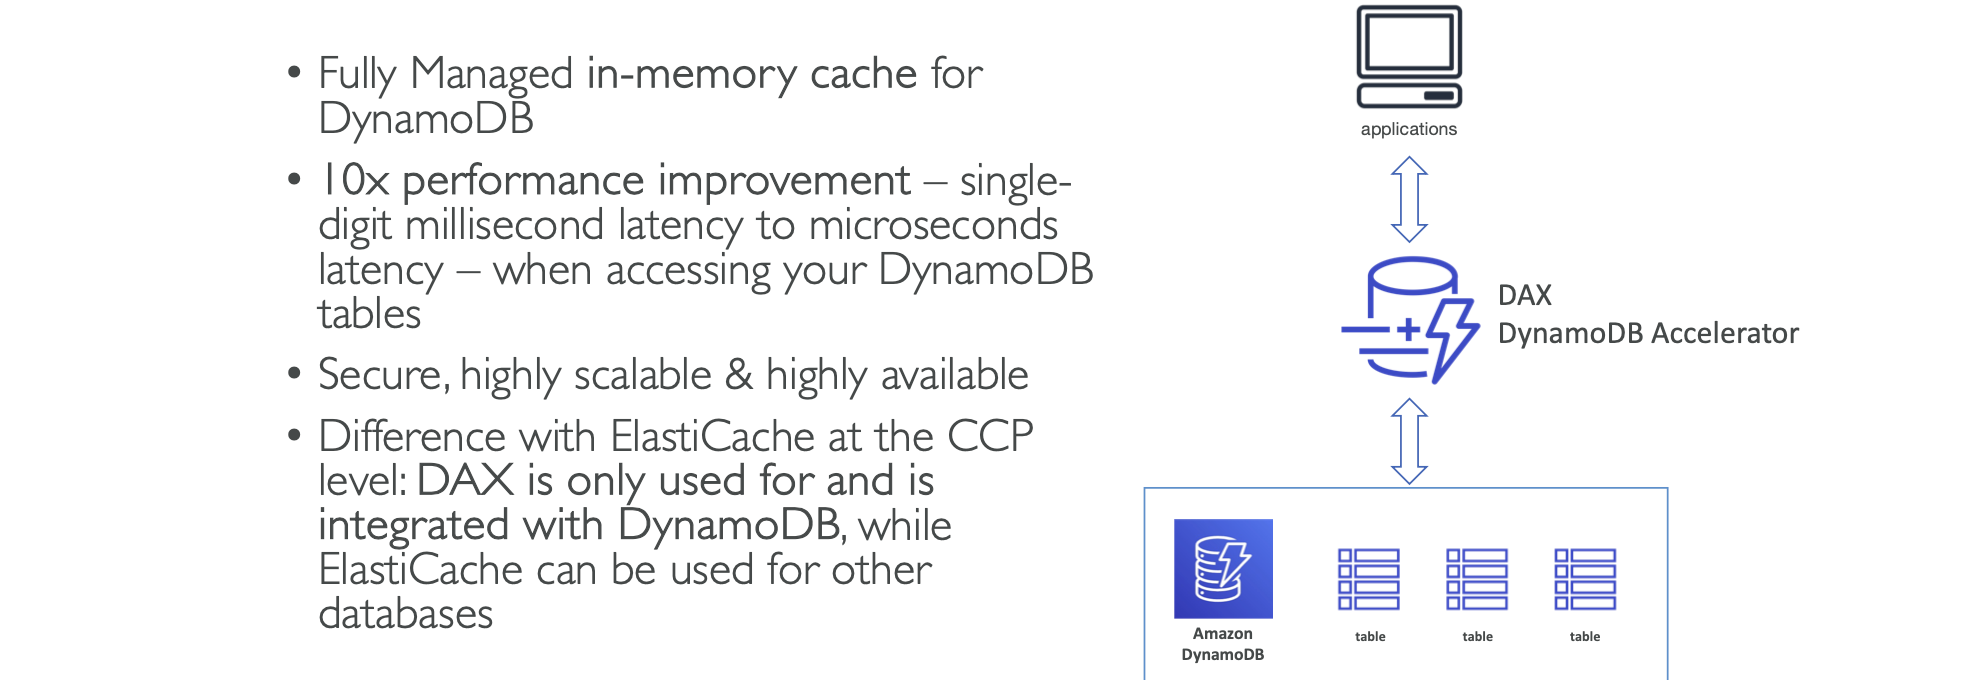 • Fully Managed in-memory cache for
DynamoDB
• 10x performance improvement – single-
digit millisecond latency to microseconds
latency – when accessing your DynamoDB
tables
• Secure, highly scalable & highly available
• Difference with ElastiCache at the CCP
level: DAX is only used for and is
integrated with DynamoDB, while
ElastiCache can be used for other
databases
applications
DAX
DynamoDB Accelerator
Amazon
DynamoDB
table
table
table